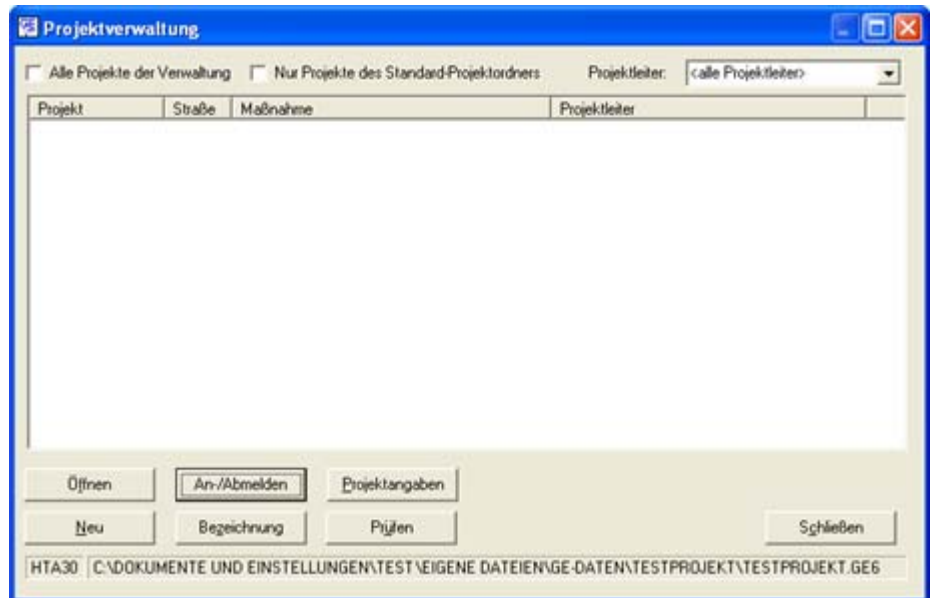 Projektverwaltung
Alle Projekte der Verwaltung Nur Projekte des Standard-Projektordners Projektleiter: <alle Projektleiter>
Projekt Straße Maßnahme Projektleiter
Öffnen An-/Abmelden Projektangaben
Neu Bezeichnung Prüfen Schließen
HTA30 C:\DOKUMENTE UND EINSTELLUNGEN\TEST\EIGENE DATEIEN\GE-DATEN\TESTPROJEKT\TESTPROJEKT.GE6